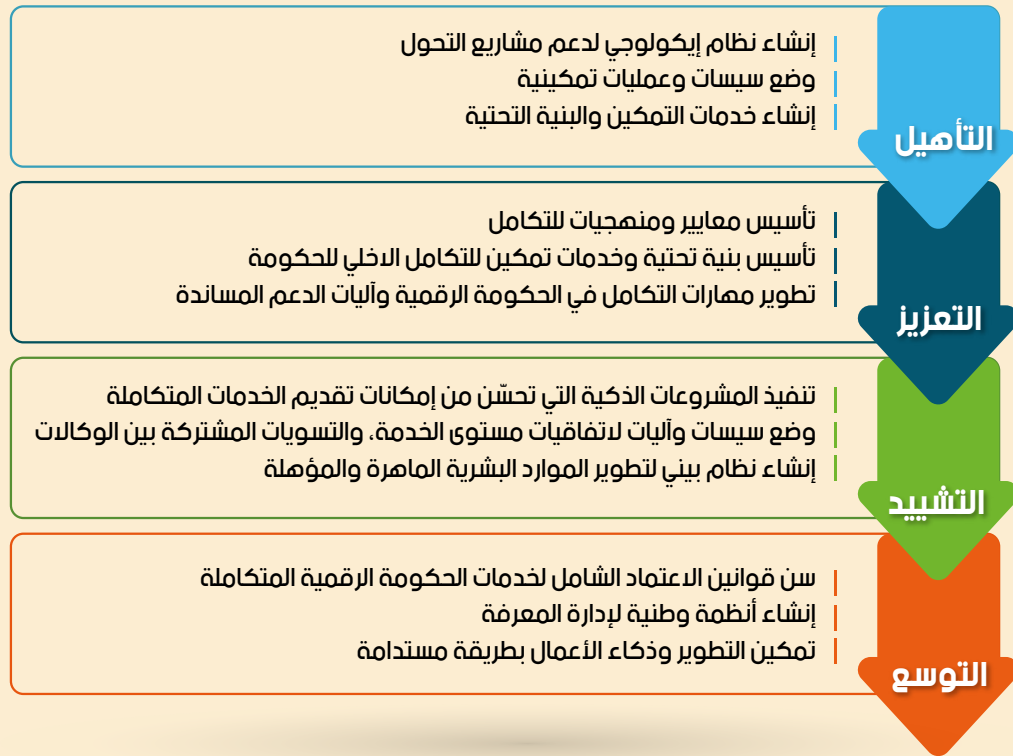 التأهيل
إنشاء نظام إيكولوجي لدعم مشاريع التحول
وضع سيسات وعمليات تمكينية
إنشاء خدمات التمكين والبنية التحتية
التعزيز
تأسيس معايير ومنهجيات للتكامل
تأسيس بنية تحتية وخدمات تمكين للتكامل الاخلي للحكومة
تطوير مهارات التكامل في الحكومة الرقمية وآليات الدعم المساندة
التشييد
تنفيذ المشروعات الذكية التي تحسّن من إمكانات تقديم الخدمات المتكاملة
وضع سيسات وآليات لاتفاقيات مستوى الخدمة، والتسويات المشتركة بين الوكالات
إنشاء نظام بيني لتطوير الموارد البشرية الماهرة والمؤهلة
التوسع
سن قوانين الاعتماد الشامل لخدمات الحكومة الرقمية المتكاملة
إنشاء أنظمة وطنية لإدارة المعرفة
تمكين التطوير وذكاء الأعمال بطريقة مستدامة